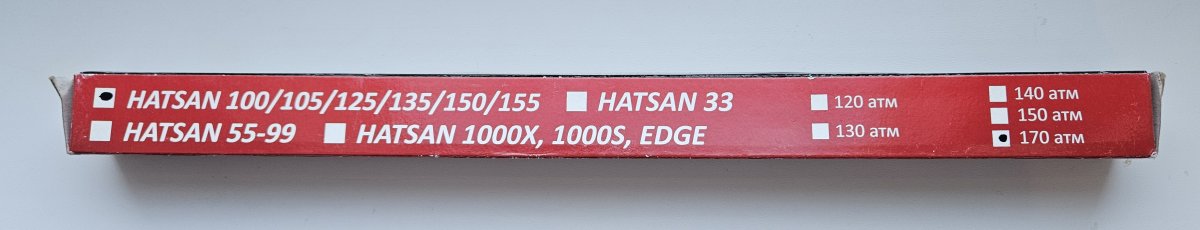 HATSAN 100/105/125/135/150/155
HATSAN 33
HATSAN 55-99
HATSAN 1000X, 1000S, EDGE
120 атм
130 атм
140 атм
150 атм
170 атм